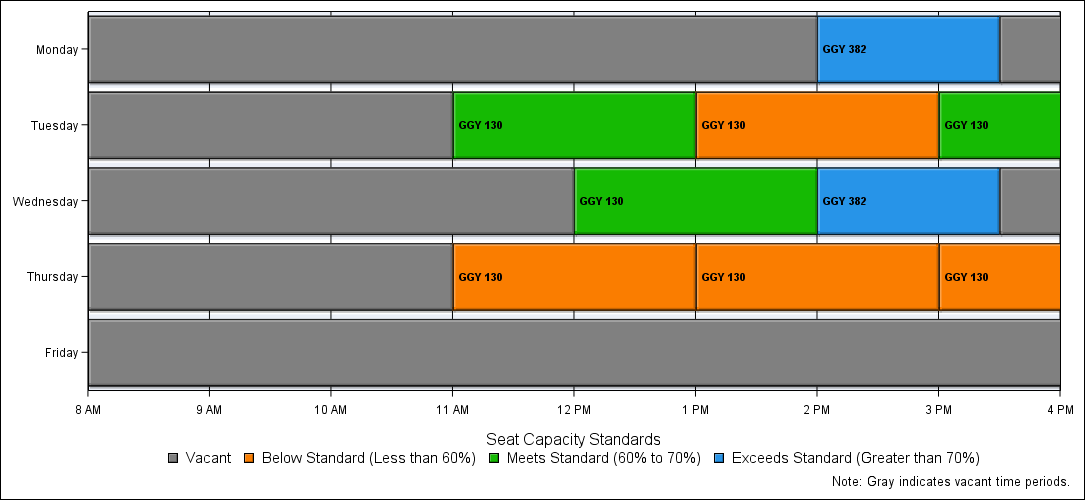 Monday
GGY 382
Tuesday
GGY 130
GGY 130
GGY 130
Wednesday
GGY 130
GGY 382
Thursday
GGY 130
GGY 130
GGY 130
Friday
8 AM 9 AM 10 AM 11 AM 12 PM 1 PM 2 PM 3 PM 4 PM
Seat Capacity Standards
Vacant Below Standard (Less than 60%) Meets Standard (60% to 70%) Exceeds Standard (Greater than 70%)
Note: Gray indicates vacant time periods.